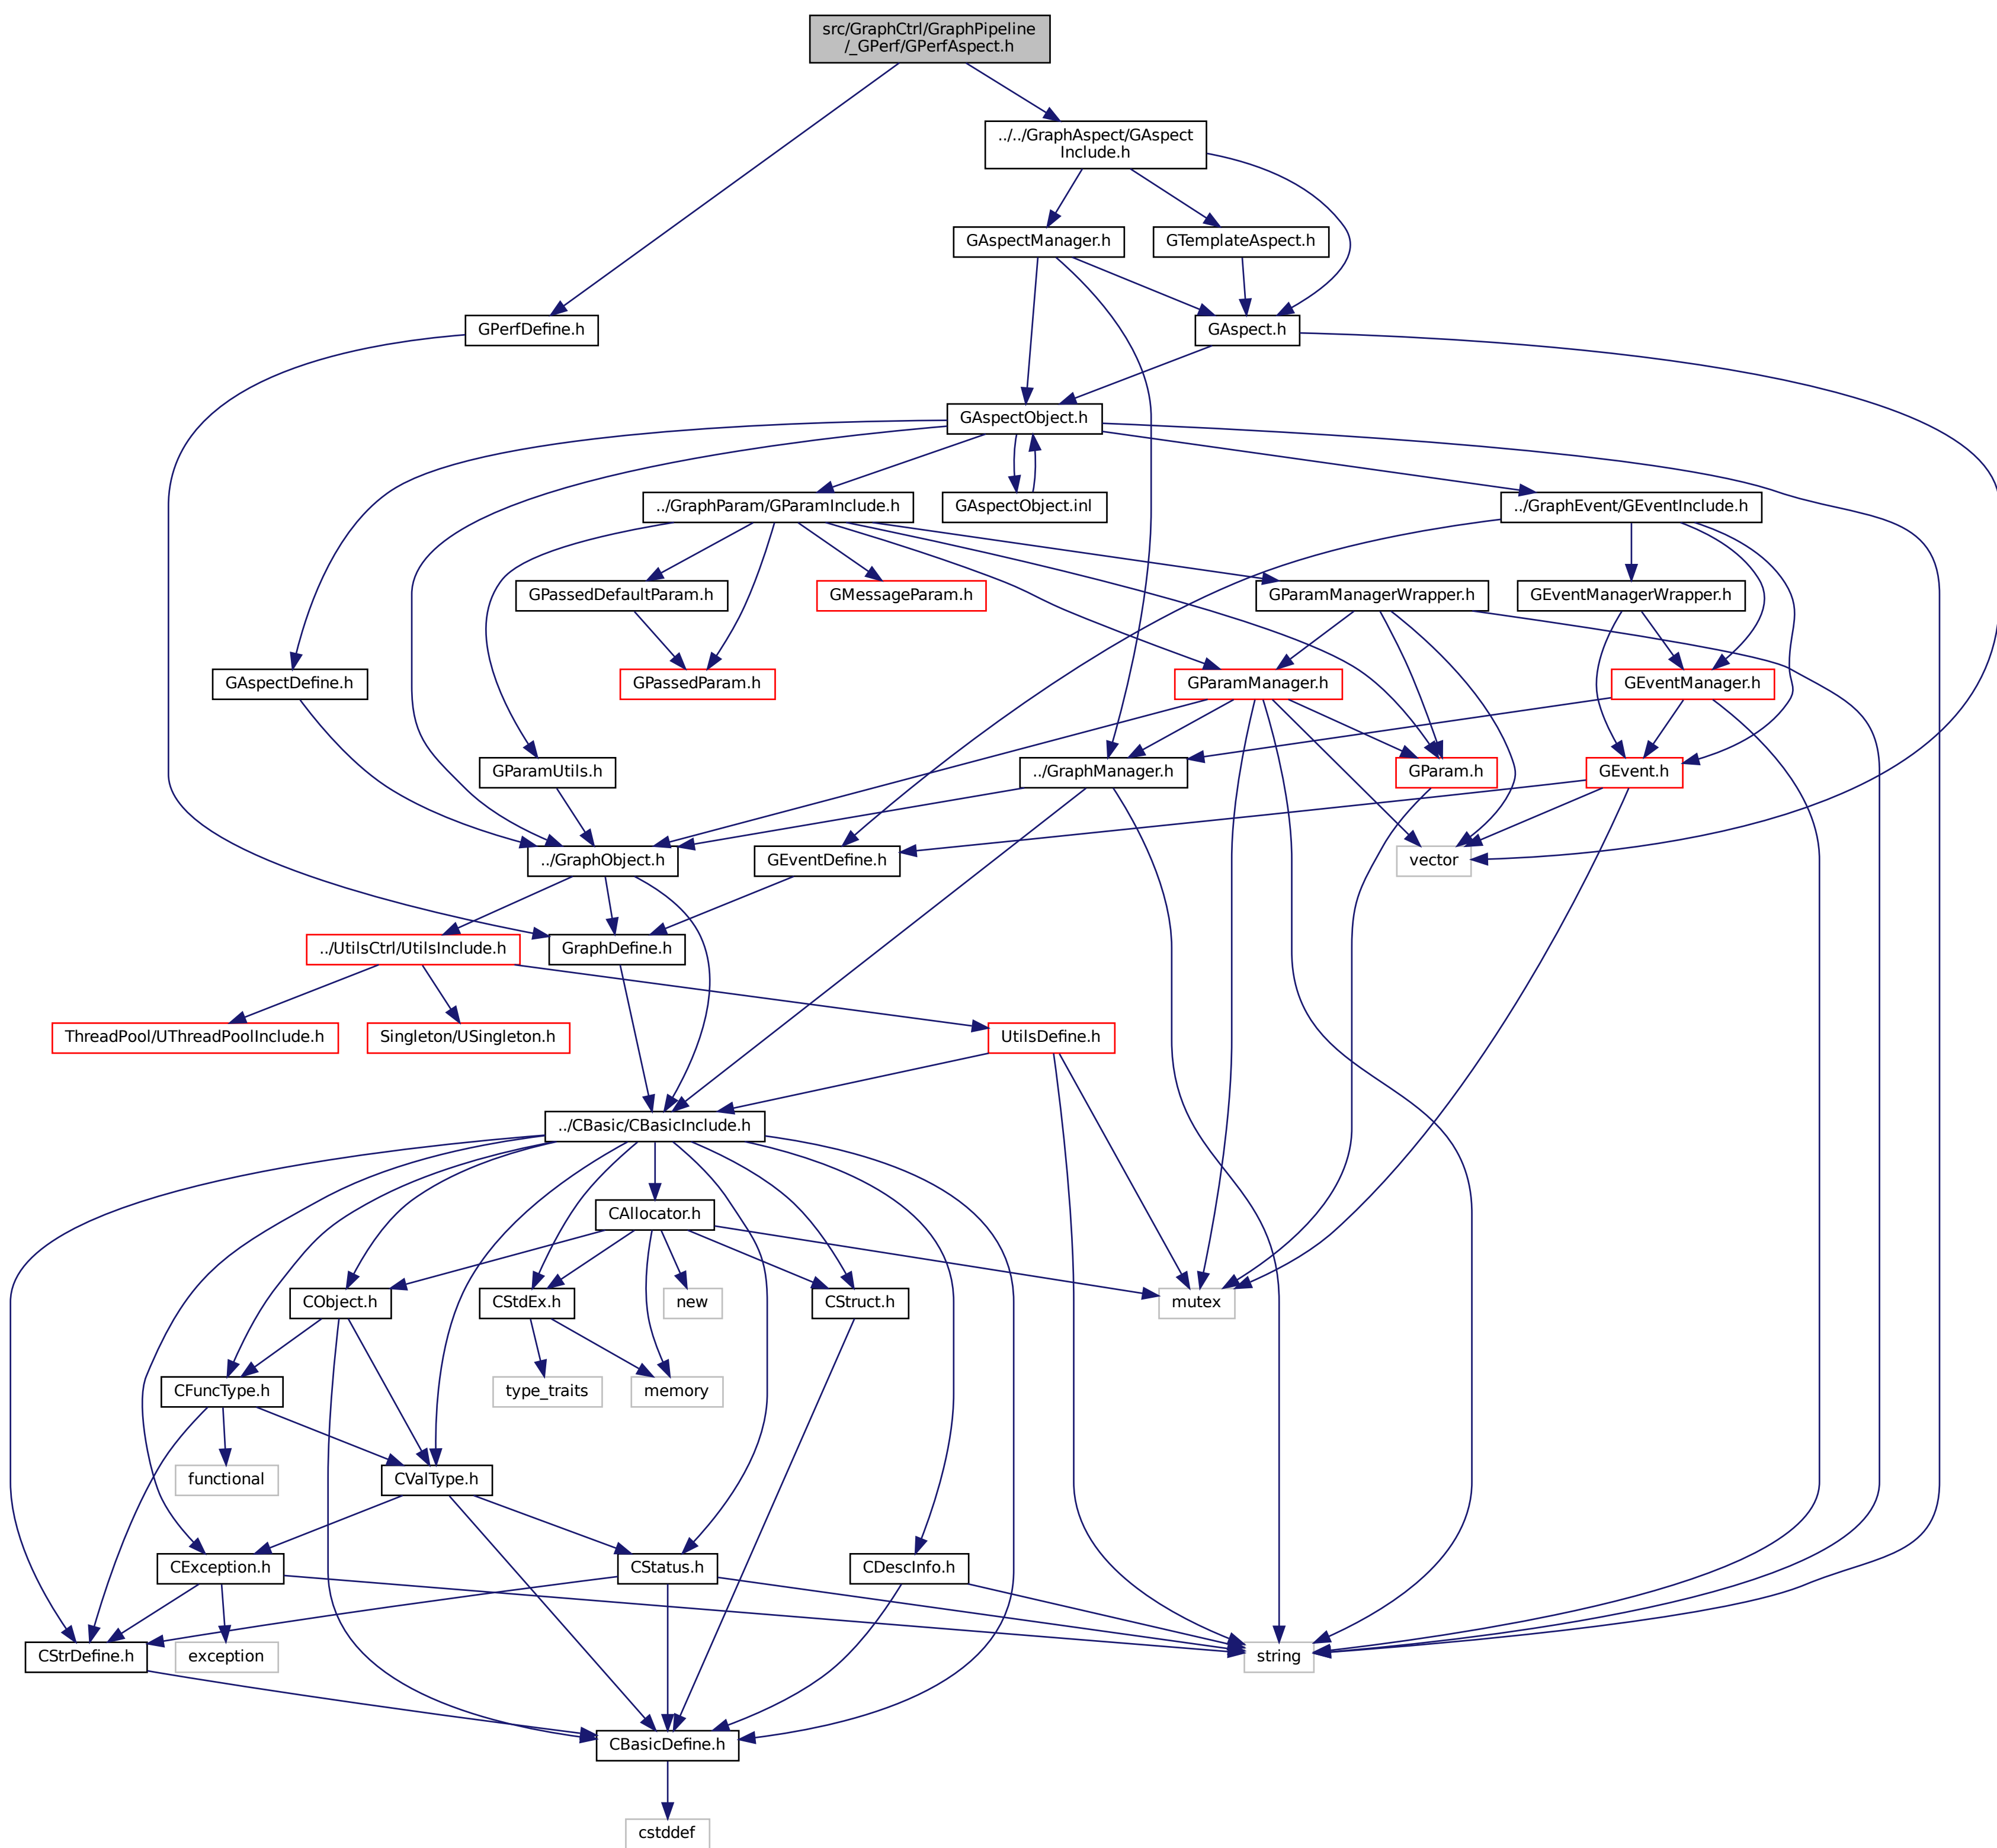 src/GraphCtrl/GraphPipeline
/_GPerf/GPerfAspect.h
../../GraphAspect/GAspect
Include.h
GAspectManager.h
GTemplateAspect.h
GPerfDefine.h
GAspect.h
GAspectObject.h
../GraphParam/GParamInclude.h
GAspectObject.inl
../GraphEvent/GEventInclude.h
GPassedDefaultParam.h
GMessageParam.h
GParamManagerWrapper.h
GEventManagerWrapper.h
GAspectDefine.h
GPassedParam.h
GParamManager.h
GEventManager.h
GParamUtils.h
../GraphManager.h
GParam.h
GEvent.h
../GraphObject.h
GEventDefine.h
vector
../UtilsCtrl/UtilsInclude.h
GraphDefine.h
ThreadPool/UThreadPoolInclude.h
Singleton/USingleton.h
UtilsDefine.h
../CBasic/CBasicInclude.h
CAllocator.h
CObject.h
CStdEx.h
new
CStruct.h
mutex
CFuncType.h
type_traits
memory
functional
CValType.h
CException.h
CStatus.h
CDescInfo.h
CStrDefine.h
exception
string
CBasicDefine.h
cstddef